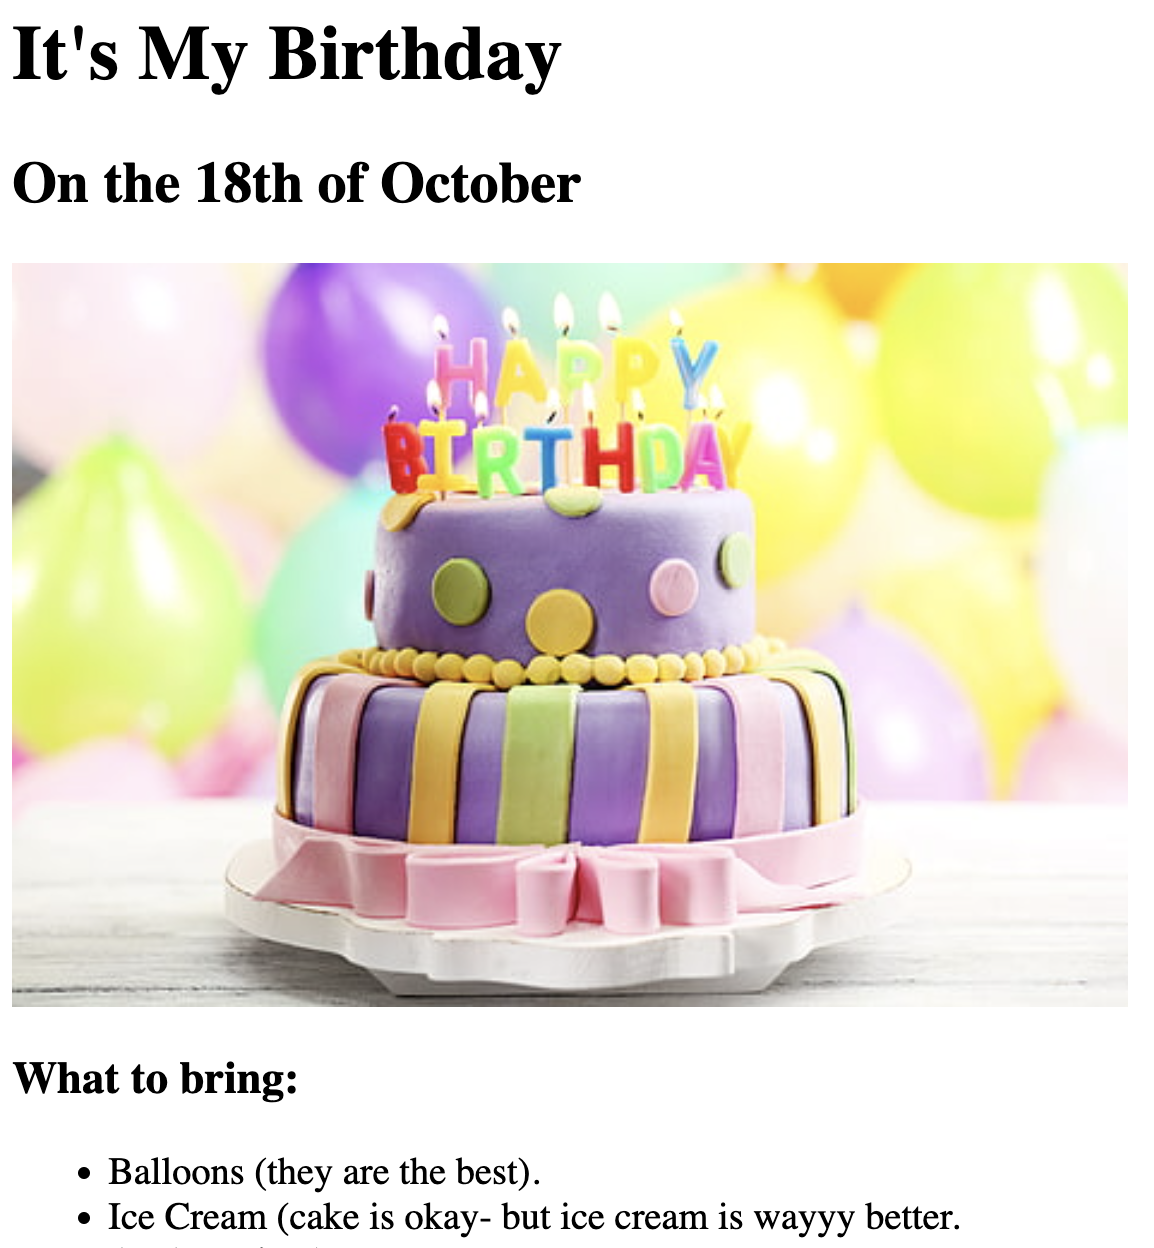 It's My Birthday
On the 18th of October
HAPPY
BIRTHDAY
What to bring:
Balloons (they are the best).
Ice Cream (cake is okay- but ice cream is wayyy better.